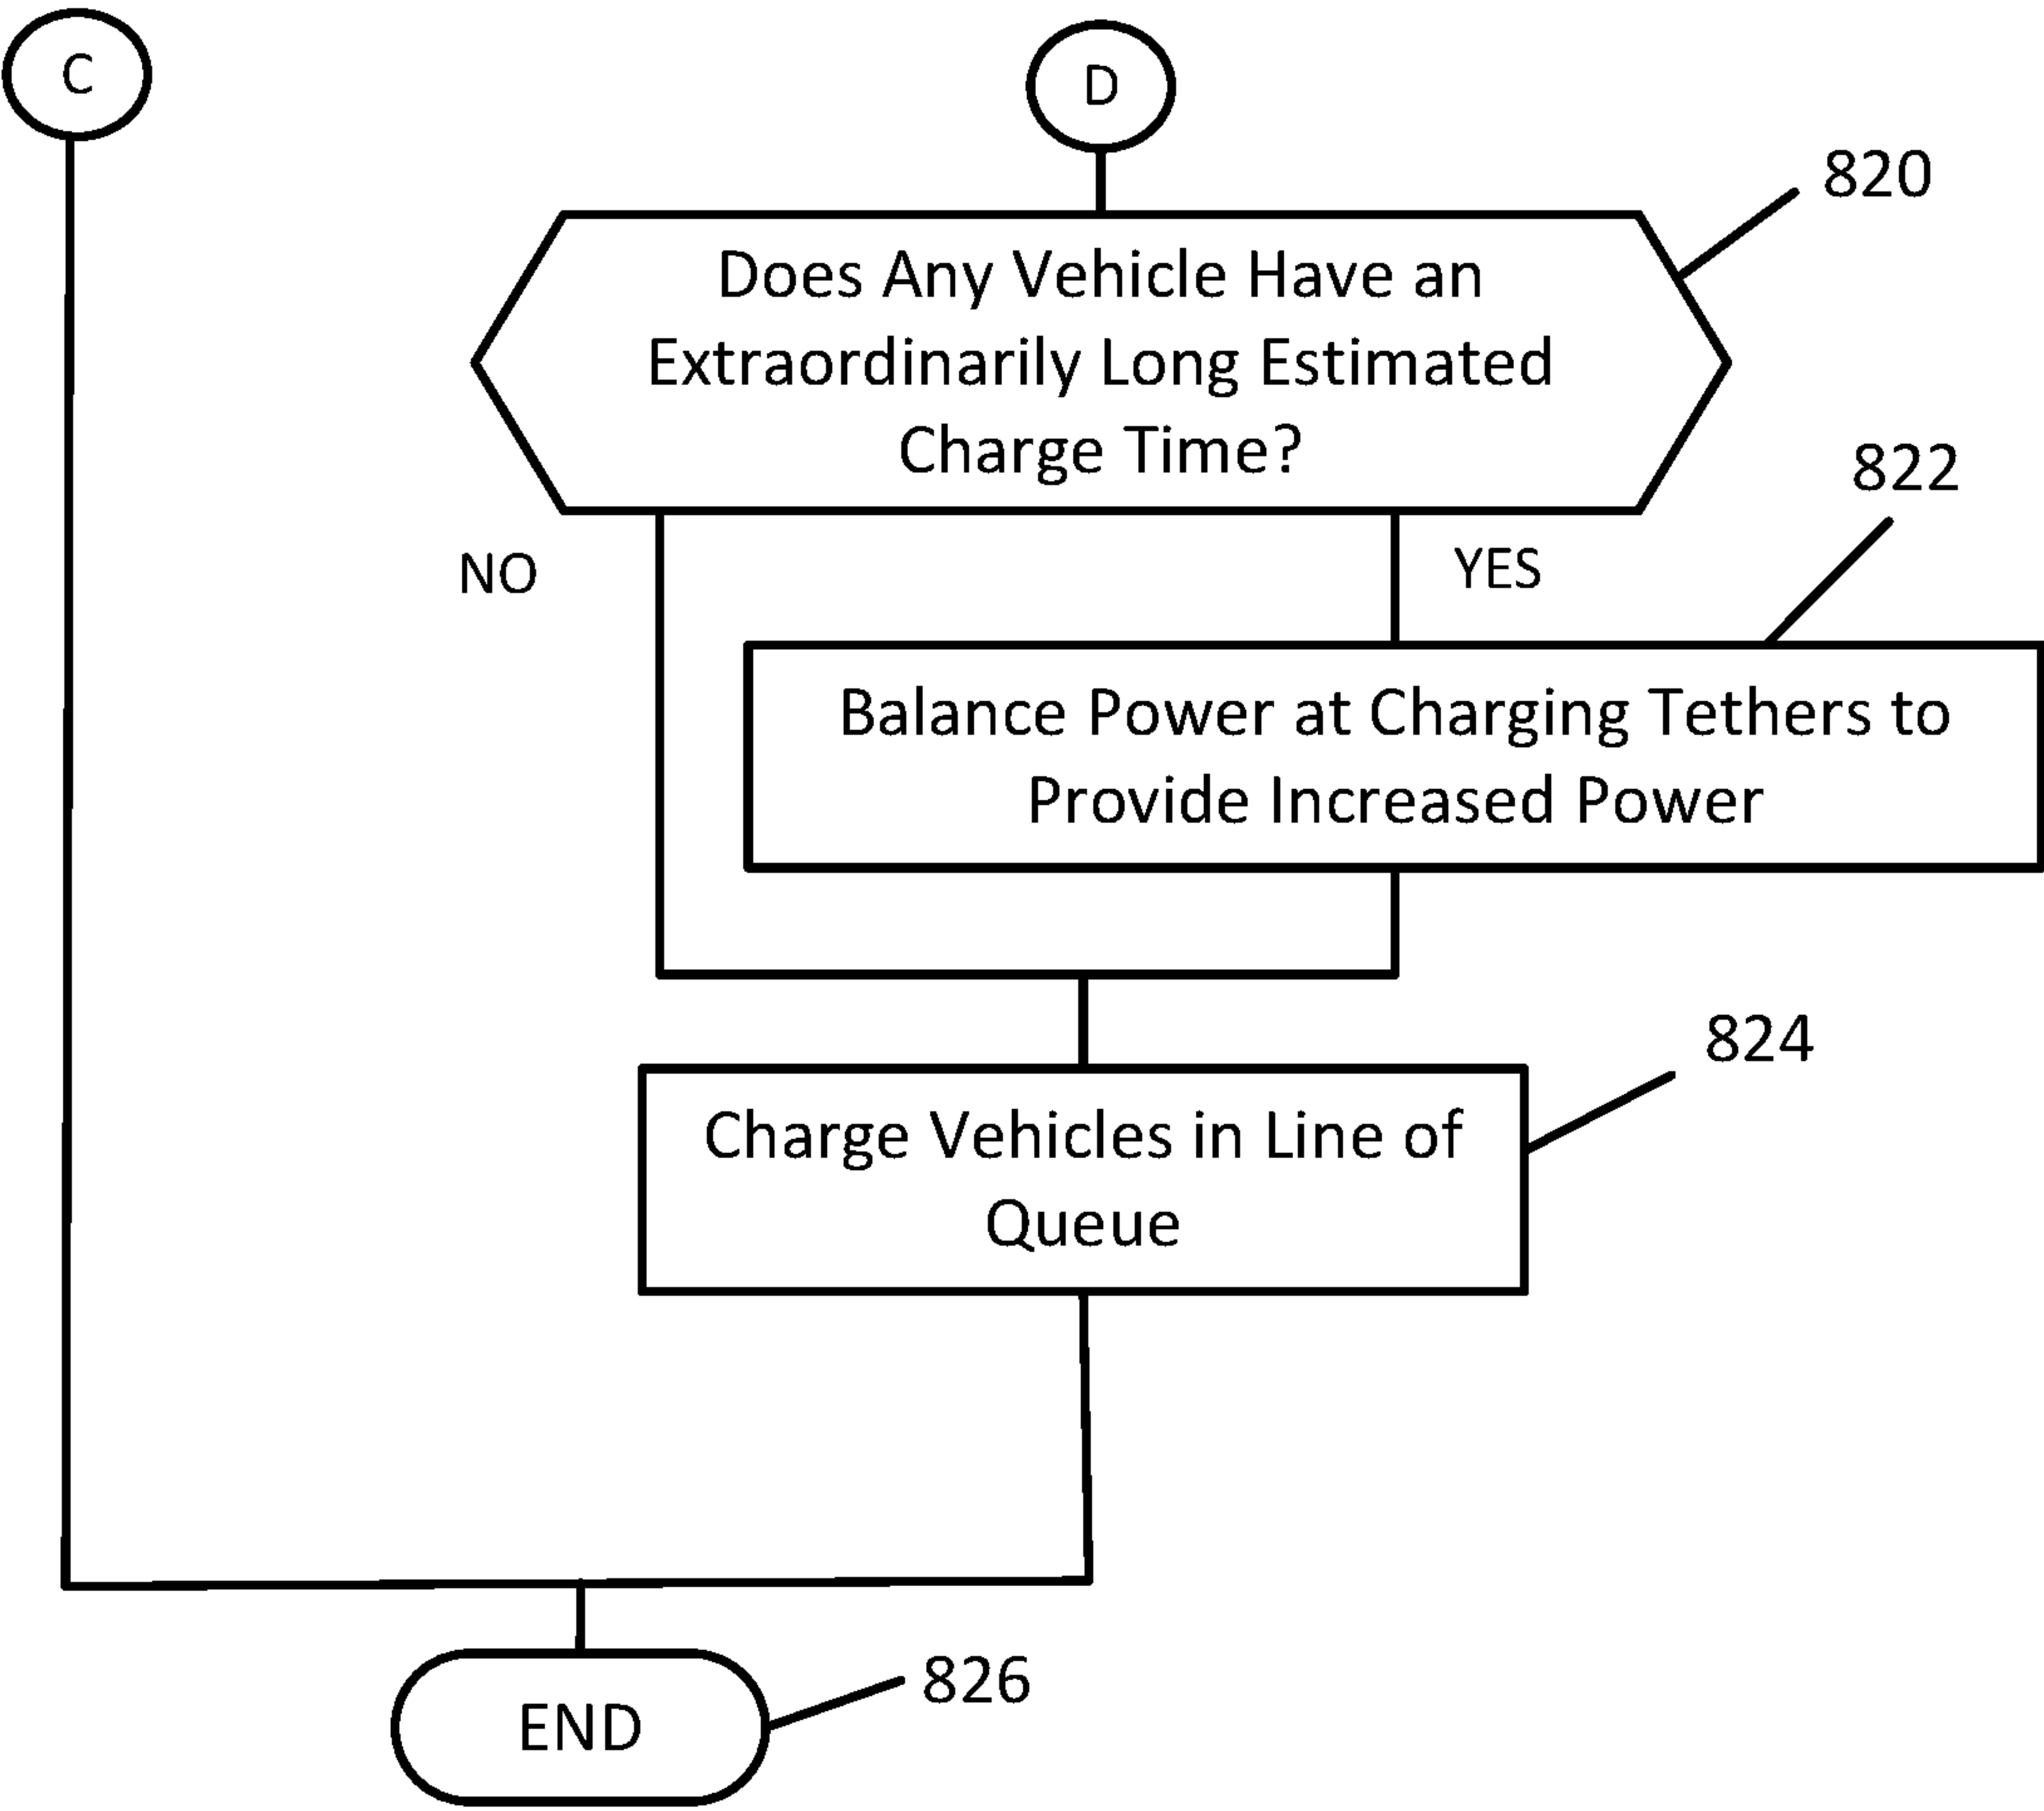 C
D
820
Does Any Vehicle Have an
Extraordinarily Long Estimated
Charge Time?
822
NO
YES
Balance Power at Charging Tethers to
Provide Increased Power
824
Charge Vehicles in Line of
Queue
826
END